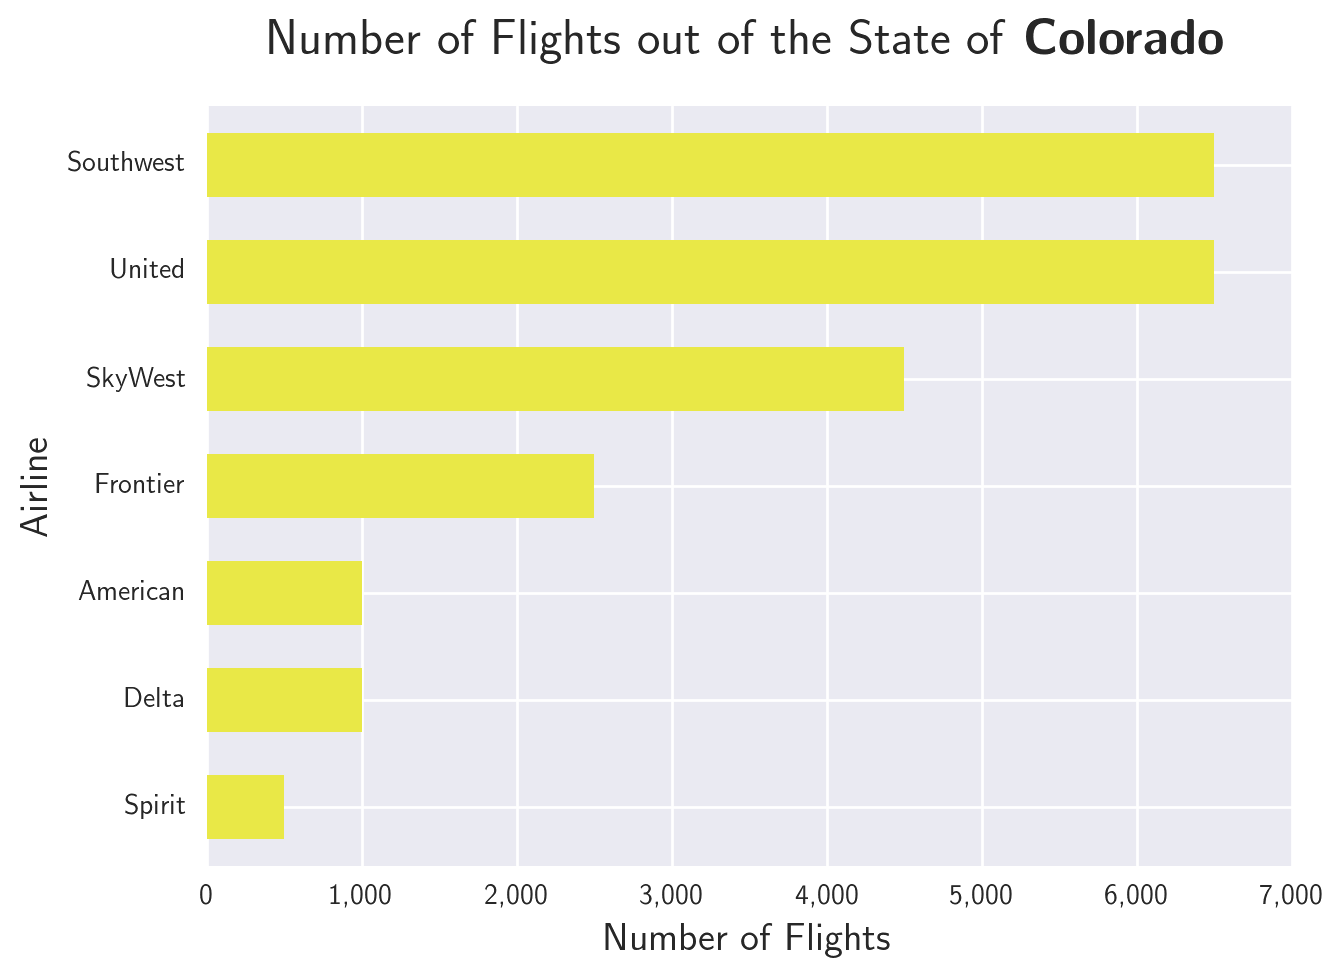 Number of Flights out of the State of Colorado
Southwest
United
SkyWest
Frontier
American
Delta
Spirit
Airline
0 1,000 2,000 3,000 4,000 5,000 6,000 7,000
Number of Flights